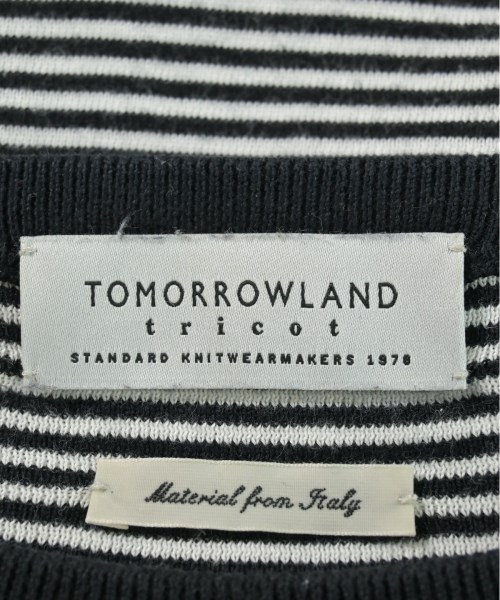 TOMORROWLAND
tricot
STANDARD KNITWEARMAKERS 1978
Material from Italy